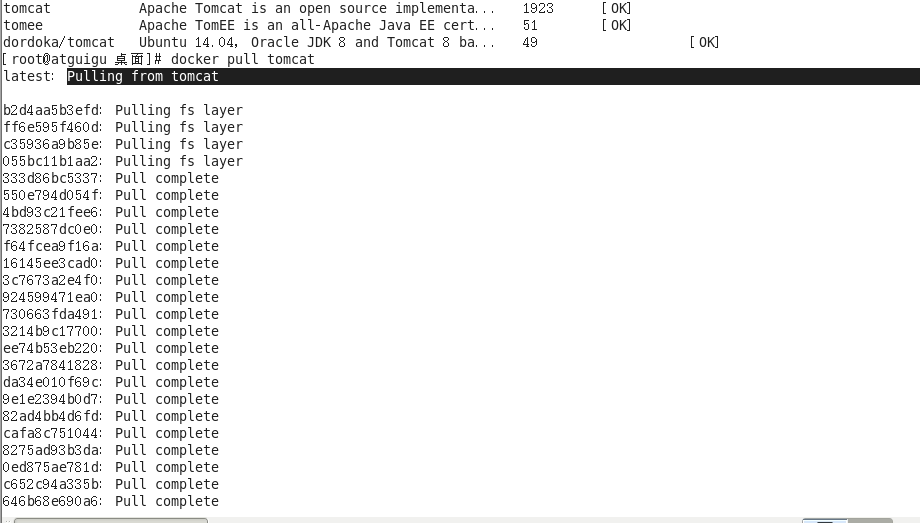 tomcat Apache Tomcat is an open source implementa... 1923 [OK]
tomee Apache TomEE is an all-Apache Java EE cert... 51 [OK]
dordoka/tomcat Ubuntu 14.04, Oracle JDK 8 and Tomcat 8 ba... 49 [OK]
[root@atguigu 桌面]# docker pull tomcat
latest: Pulling from tomcat
b2d4aa5b3efd: Pulling fs layer
ff6e595f460d: Pulling fs layer
c35936a9b85e: Pulling fs layer
055bc11b1aa2: Pulling fs layer
333d86bc5337: Pull complete
550e794d054f: Pull complete
4bd93c21fee6: Pull complete
7382587dc0e0: Pull complete
f64fcea9f16a: Pull complete
16145ee3cad0: Pull complete
3c7673a2e4f0: Pull complete
924599471ea0: Pull complete
730663fda491: Pull complete
3214b9c17700: Pull complete
ee74b53eb220: Pull complete
3672a7841828: Pull complete
da34e010f69c: Pull complete
9e1e2394b0d7: Pull complete
82ad4bb4d6fd: Pull complete
cafa8c751044: Pull complete
8275ad93b3da: Pull complete
0ed875ae781d: Pull complete
c652c94a335b: Pull complete
646b68e690a6: Pull complete